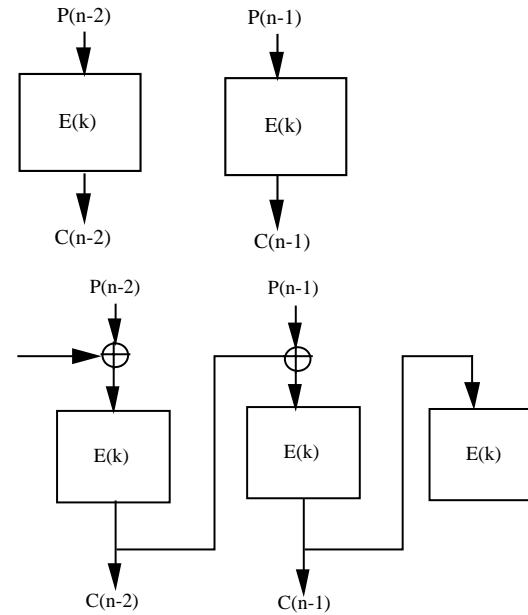 P(n-2)
P(n-1)
E(k)
E(k)
C(n-2)
C(n-1)
P(n-2)
P(n-1)
E(k)
E(k)
E(k)
C(n-2)
C(n-1)